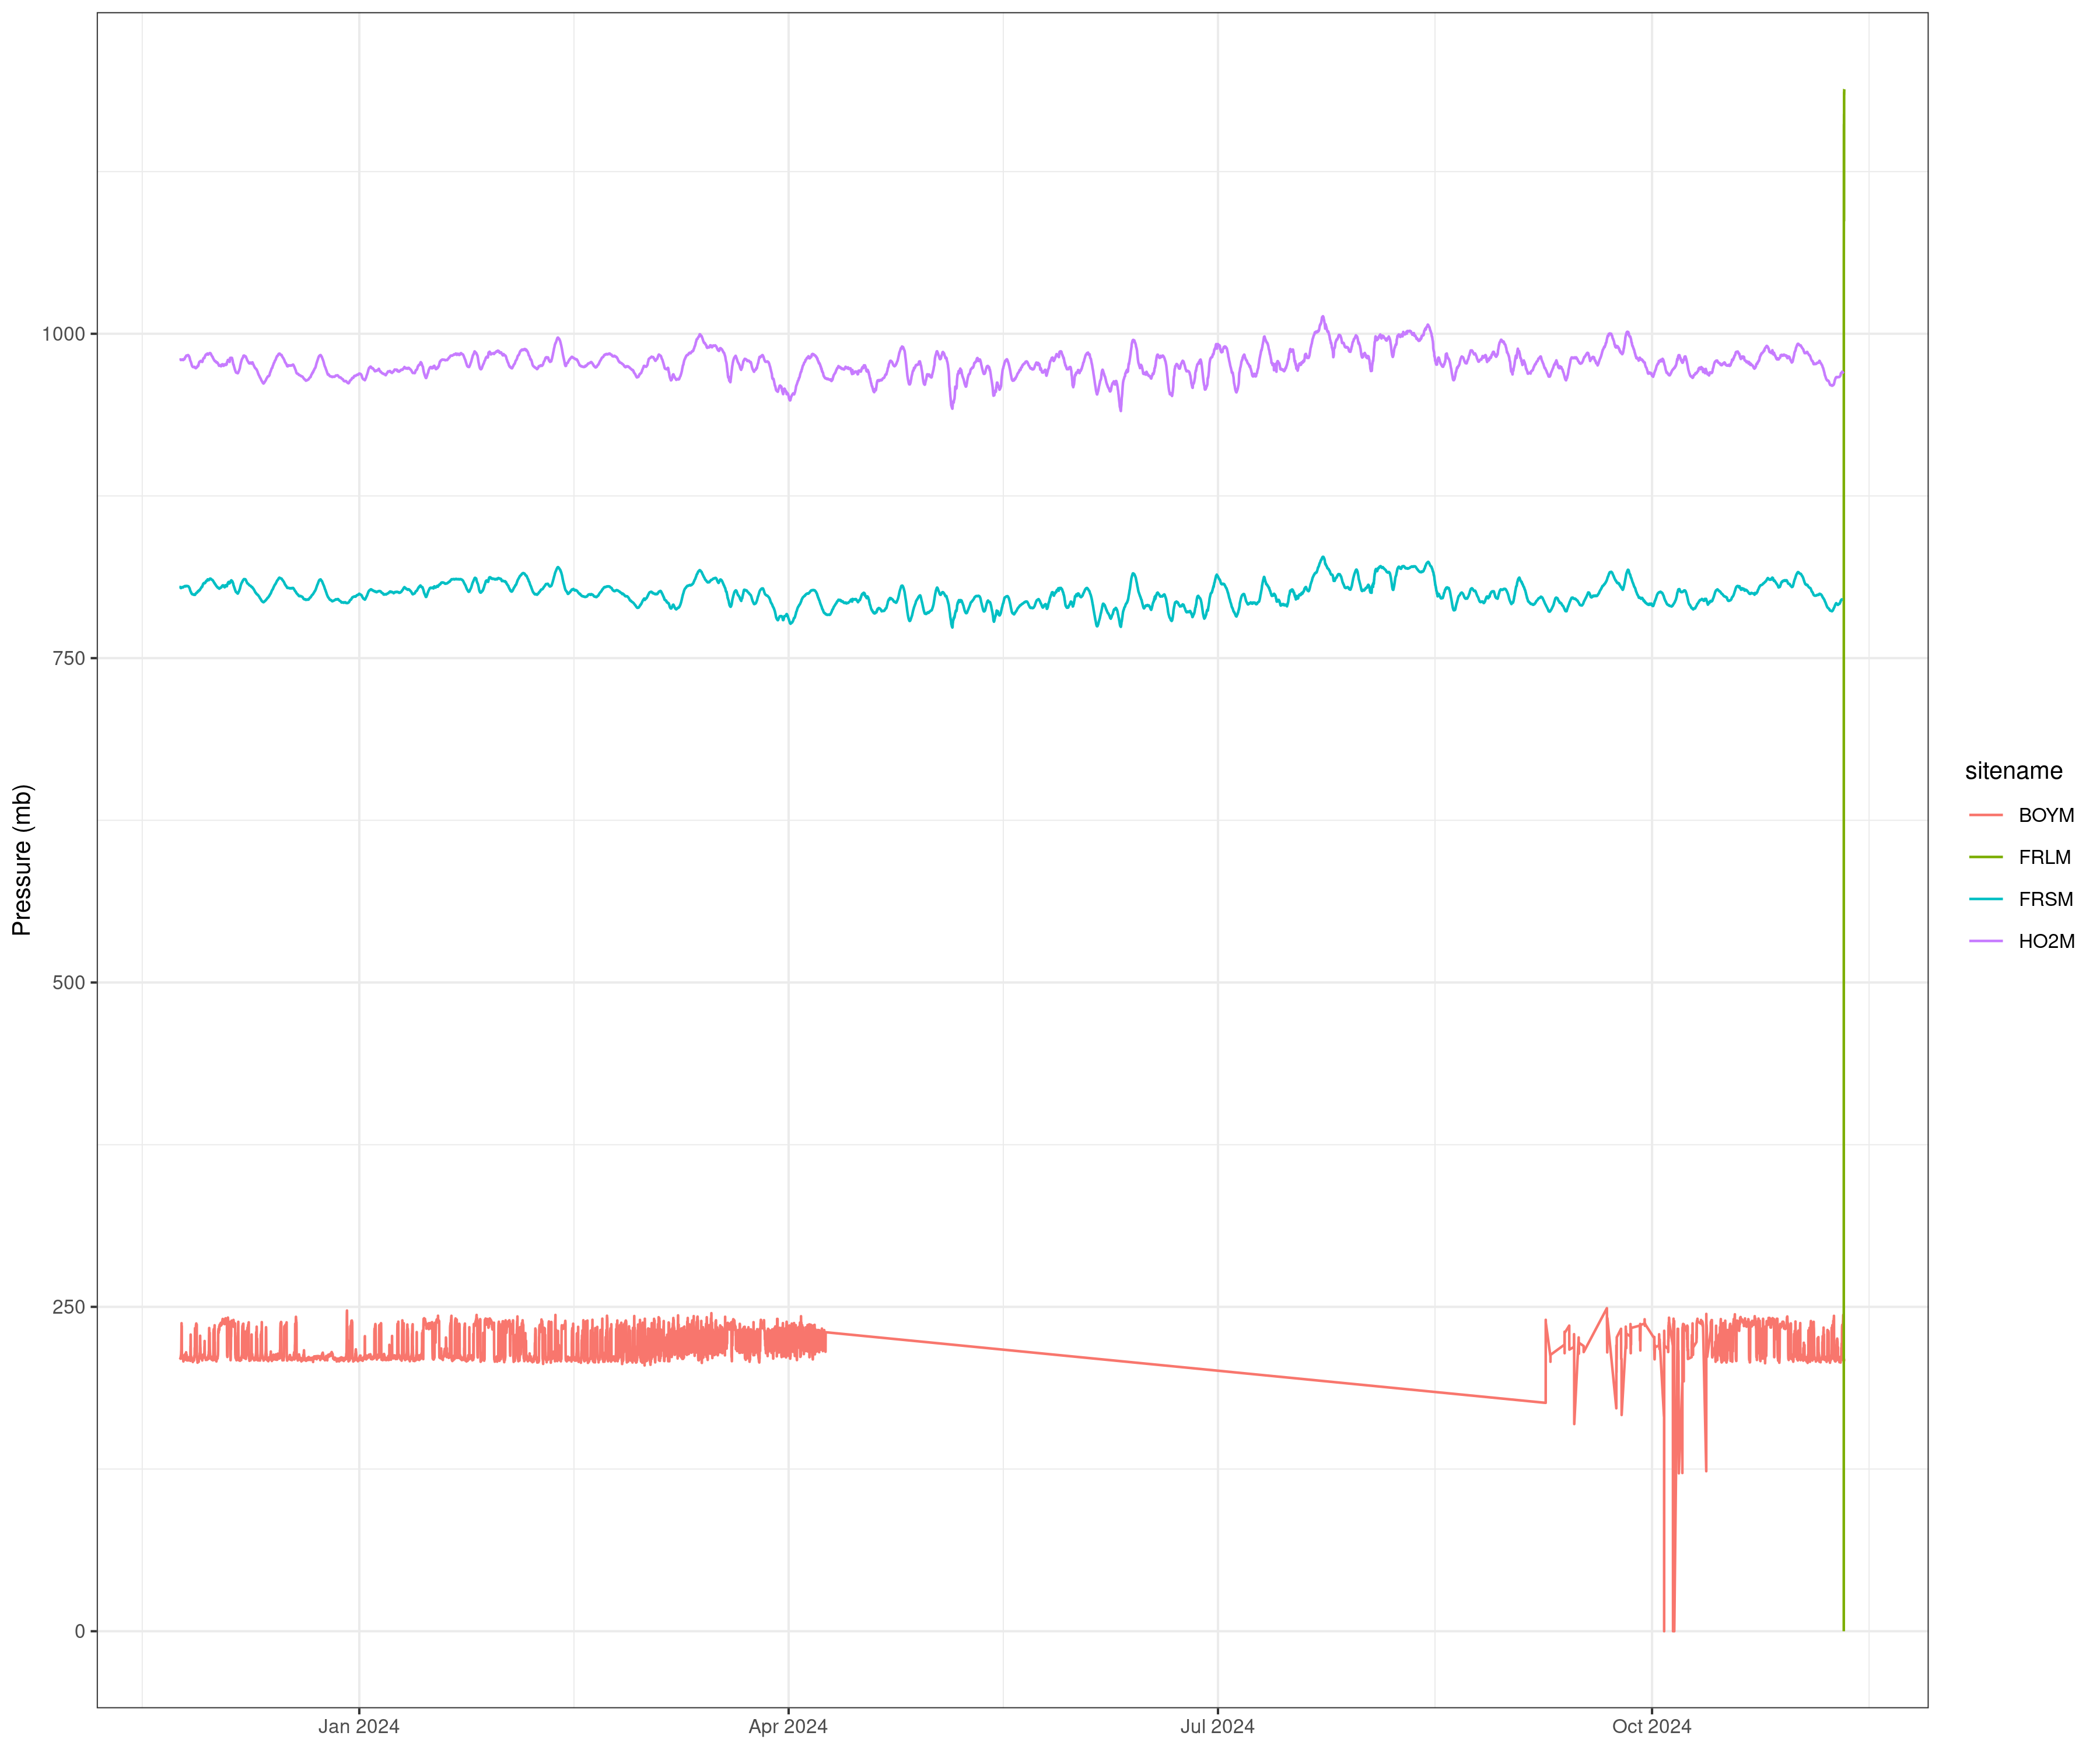 1000
750
500
250
0
Pressure (mb)
Jan 2024
Apr 2024
Jul 2024
Oct 2024
sitename
BOYM
FRLM
FRSM
HO2M